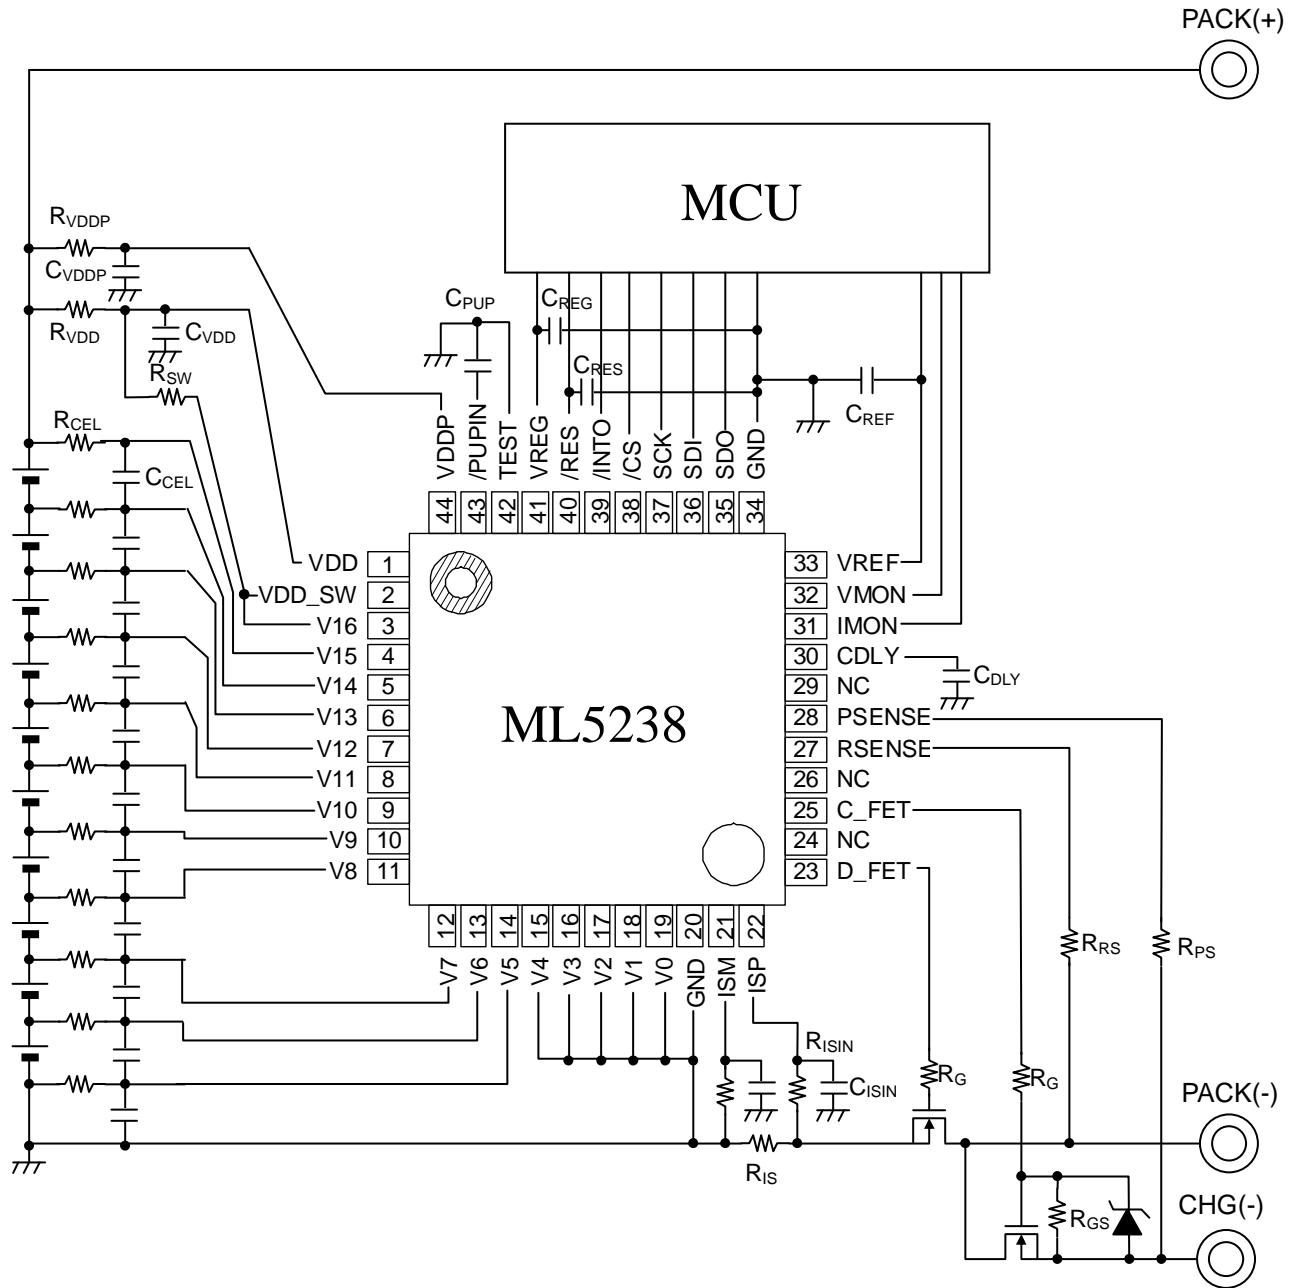 PACK(+)
MCU
RVDDP
CVDDP
RVDD
CVDD
RSW
RCEL
CCEL
CPUP
CREG
CRES
CREF
VDDP
/PUPIN
TEST
VREG
/RES
/INTO
/CS
SCK
SDI
SDO
GND
44
43
42
41
40
39
38
37
36
35
34
VDD 1
VDD_SW 2
V16 3
V15 4
V14 5
V13 6
V12 7
V11 8
V10 9
V9 10
V8 11
ML5238
33 VREF
32 VMON
31 IMON
30 CDLY
CDLY
29 NC
28 PSENSE
27 RSENSE
26 NC
25 C_FET
24 NC
23 D_FET
12
13
14
15
16
17
18
19
20
21
22
V7
V6
V5
V4
V3
V2
V1
V0
GND
ISM
ISP
RRS
RPS
RISIN
CISIN
RG
RG
RIS
PACK(-)
RGS
CHG(-)